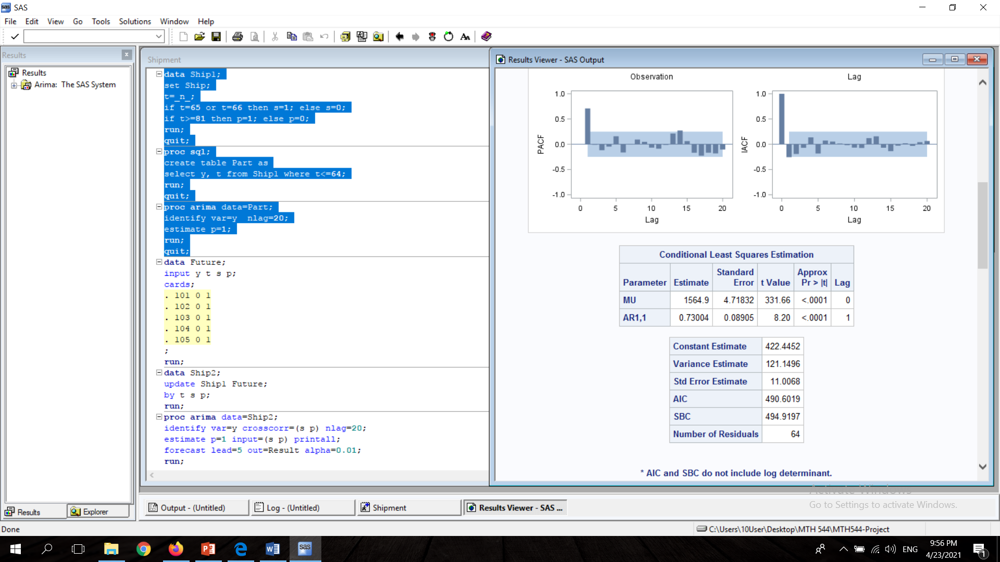 SAS
File Edit View Go Tools Solutions Window Help
Results
Results
Arima: The SAS System
Shipment
data Ship1;
set Ship;
t=_n_;
if t=65 or t=66 then s=1; else s=0;
if t>=81 then p=1; else p=0;
run;
quit;
proc sql;
create table Part as
select y, t from Ship1 where t<=64;
run;
quit;
proc arima data=Part;
identify var=y nlag=20;
estimate p=1;
run;
quit;
data Future;
input y t s p;
cards;
. 101 0 1
. 102 0 1
. 103 0 1
. 104 0 1
. 105 0 1
;
run;
data Ship2;
update Ship1 Future;
by t s p;
run;
proc arima data=Ship2;
identify var=y crosscorr=(s p) nlag=20;
estimate p=1 input=(s p) printall;
forecast lead=5 out=Result alpha=0.01;
run;
Results Viewer - SAS Output
Observation Lag
1.0
0.5
0.0
-0.5
-1.0
PACF
0 5 10 15 20
Lag
1.0
0.5
0.0
-0.5
-1.0
IACF
0 5 10 15 20
Lag
Conditional Least Squares Estimation
Parameter Estimate Standard Error t Value Approx Pr > |t| Lag
MU 1564.9 4.71832 331.66 <.0001 0
AR1,1 0.73004 0.08905 8.20 <.0001 1
Constant Estimate 422.4452
Variance Estimate 121.1496
Std Error Estimate 11.0068
AIC 490.6019
SBC 494.9197
Number of Residuals 64
* AIC and SBC do not include log determinant.
Activate Windows
Go to Settings to activate Windows.
Results Explorer
Output - (Untitled) Log - (Untitled) Shipment Results Viewer - SAS ...
Done
C:\Users\10User\Desktop\MTH 544\MTH544-Project
sas
ENG
9:56 PM
4/23/2021
1